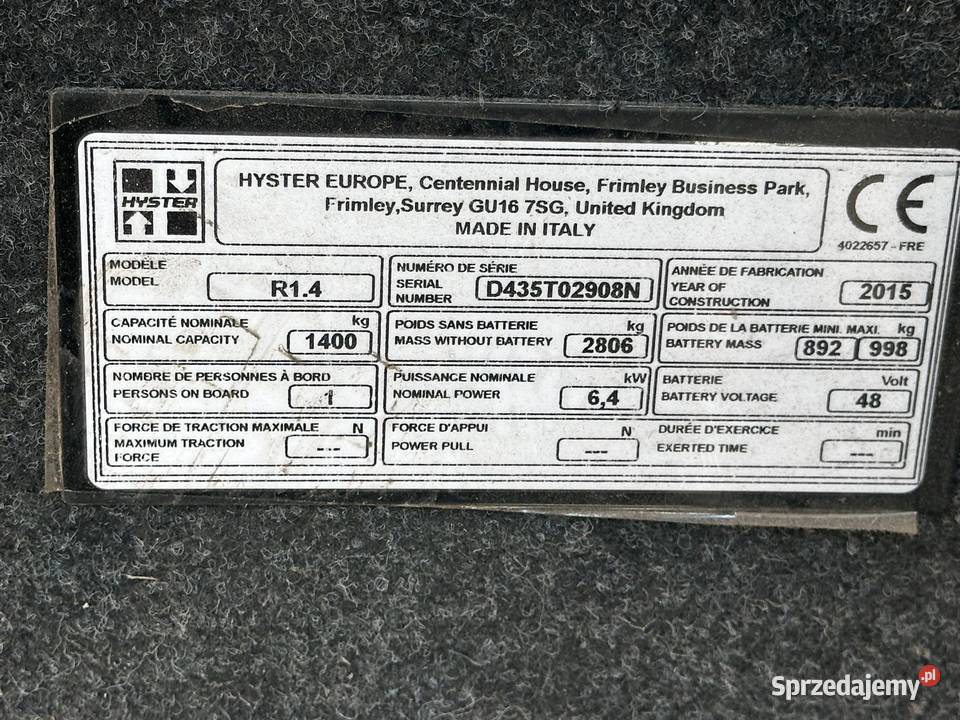 HYSTER
HYSTER EUROPE, Centennial House, Frimley Business Park,
Frimley,Surrey GU16 7SG, United Kingdom
MADE IN ITALY
CE
4022657 - FRE
MODÈLE
MODEL
R1.4
NUMÉRO DE SÉRIE
SERIAL
NUMBER
D435T02908N
ANNÉE DE FABRICATION
YEAR OF
CONSTRUCTION
2015
CAPACITÉ NOMINALE kg
NOMINAL CAPACITY 1400
POIDS SANS BATTERIE kg
MASS WITHOUT BATTERY 2806
POIDS DE LA BATTERIE MINI. MAXI. kg
BATTERY MASS 892 998
NOMBRE DE PERSONNES À BORD
PERSONS ON BOARD 1
PUISSANCE NOMINALE kW
NOMINAL POWER 6,4
BATTERIE Volt
BATTERY VOLTAGE 48
FORCE DE TRACTION MAXIMALE N
MAXIMUM TRACTION
FORCE
---
FORCE D'APPUI N
POWER PULL ---
DURÉE D'EXERCICE min
EXERTED TIME ---
Sprzedajemy.pl